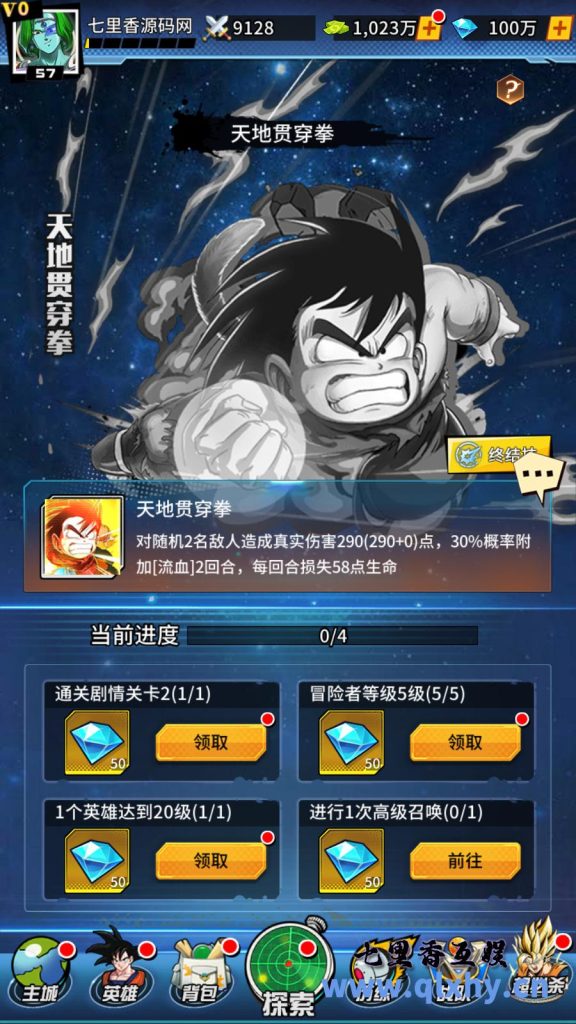 V0
七里香源码网
9128
1,023万
100万
57
天地贯穿拳
天地贯穿拳
终结技
天地贯穿拳
对随机2名敌人造成真实伤害290(290+0)点，30%概率附
加[流血]2回合，每回合损失58点生命
当前进度
0/4
通关剧情关卡2(1/1)
50
领取
冒险者等级5级(5/5)
50
领取
1个英雄达到20级(1/1)
50
领取
进行1次高级召唤(0/1)
50
前往
七里香互娱
www.qlxhy.cn
主城
英雄
背包
探索